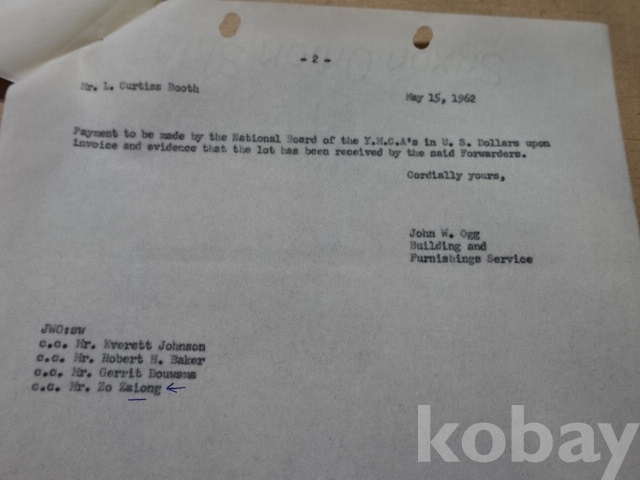 - 2 -
Mr. L. Curtiss Booth
May 15, 1962
Payment to be made by the National Board of the Y.M.C.A's in U. S. Dollars upon
invoice and evidence that the lot has been received by the said Forwarders.
Cordially yours,
John W. Ogg
Building and
Furnishings Service
JWO:sw
c.c. Mr. Everett Johnson
c.c. Mr. Robert H. Baker
c.c. Mr. Gerrit Douwsma
c.c. Mr. Zo Zaiong
kobay